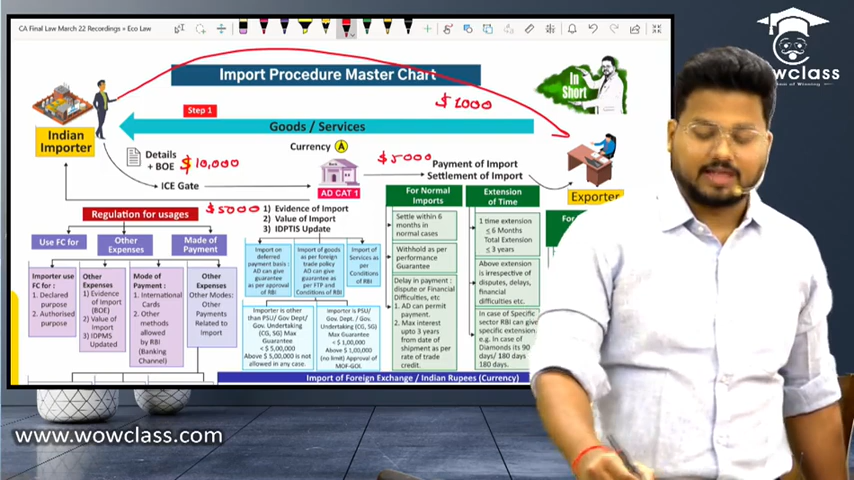 CA Final Law March 22 Recordings + Eco Law
wowclass
Import Procedure Master Chart
In
Short
$ 2000
Step 1
Goods / Services
Indian
Importer
Currency A
Details
+ BOE $ 10,000
$ 5000
Payment of Import
Settlement of Import
ICE Gate
AD CAT 1
Exporter
$ 5000
1) Evidence of Import
2) Value of Import
3) IDPTIS Update
Regulation for usages
Use FC for
Other
Expenses
Made of
Payment
Importer use
FC for :
1. Declared
purpose
2. Authorised
purpose
Other
Expenses
1) Evidence of
Import
(BOE)
2) Value of
Import
3) IDPMS
Updated
Mode of
Payment :
1. International
Cards
2. Other
methods
allowed
by RBI
(Banking
Channel)
Other
Expenses
Other Modes:
Other
Payments
Related to
Import
Import on
deferred
payment basis :
AD can give
guarantee
as per approval
of RBI
Import of goods
as per foreign
trade policy
AD can give
guarantee as
per FTP and
Conditions of RBI
Import of
Services as
per
Conditions
of RBI
Importer is other
than PSU/ Gov Dept/
Gov. Undertaking
(CG, SG) Max
Guarantee
< $ 5,00,000
Above $ 5,00,000 is not
allowed in any case.
Importer is PSU/
Gov. Dept. / Gov.
Undertaking (CG, SG)
Max Guarantee
< $ 1,00,000
Above $ 1,00,000
(no limit) Approval of
MOF-GOI.
For Normal
Imports
Settle within 6
months in
normal cases
Withhold as per
performance
Guarantee
Delay in payment :
dispute or Financial
Difficulties, etc
1. AD can permit
payment.
2. Max interest
upto 3 years
from date of
shipment as per
rate of trade
credit.
Extension
of Time
1 time extension
≤ 6 Months
Total Extension
≤ 3 years
Above extension
is irrespective of
disputes, delays,
financial
difficulties etc.
In case of Specific
sector RBI can give
specific extension
e.g. In case of
Diamonds its 90
days/ 180 days
180 days.
Import of Foreign Exchange / Indian Rupees (Currency)
www.wowclass.com